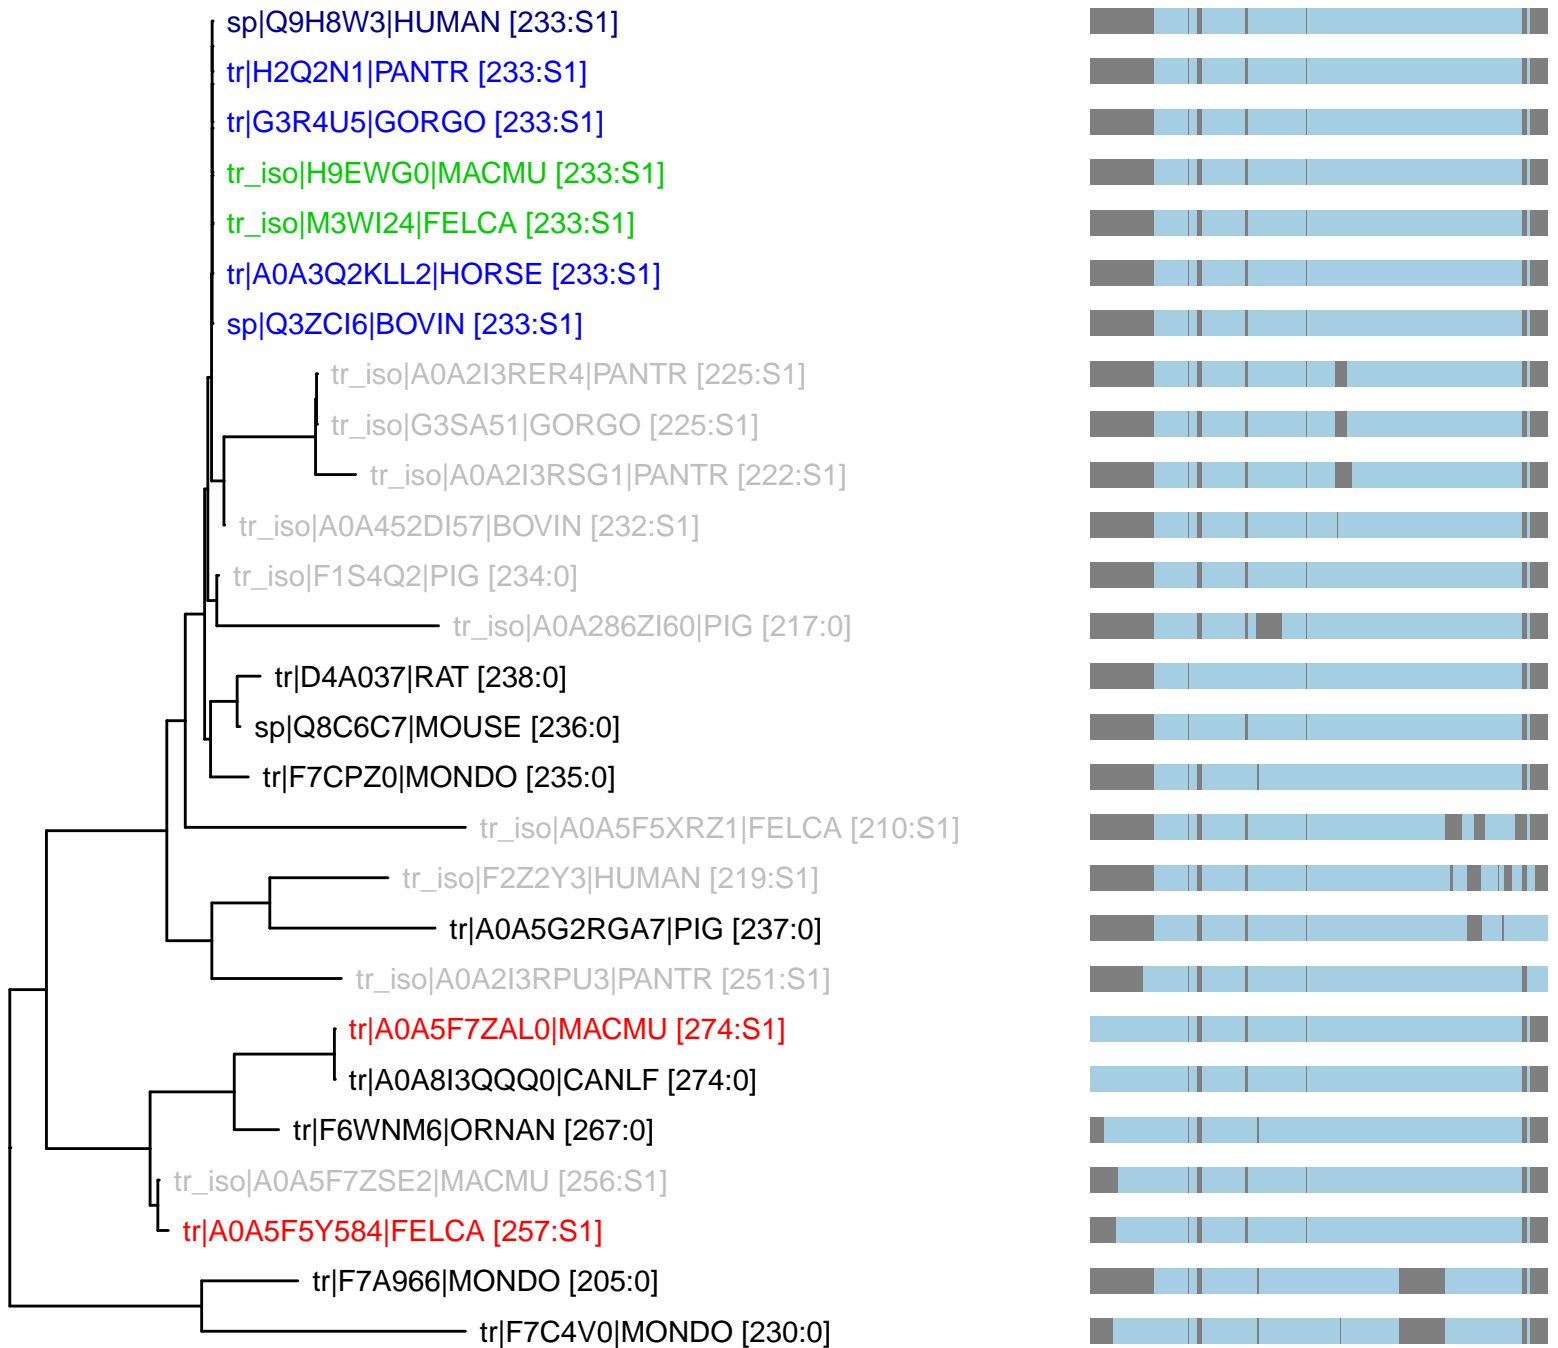 sp|Q9H8W3|HUMAN [233:S1]
tr|H2Q2N1|PANTR [233:S1]
tr|G3R4U5|GORGO [233:S1]
tr_iso|H9EWG0|MACMU [233:S1]
tr_iso|M3WI24|FELCA [233:S1]
tr|A0A3Q2KLL2|HORSE [233:S1]
sp|Q3ZCI6|BOVIN [233:S1]
tr_iso|A0A2I3RER4|PANTR [225:S1]
tr_iso|G3SA51|GORGO [225:S1]
tr_iso|A0A2I3RSG1|PANTR [222:S1]
tr_iso|A0A452DI57|BOVIN [232:S1]
tr_iso|F1S4Q2|PIG [234:0]
tr_iso|A0A286ZI60|PIG [217:0]
tr|D4A037|RAT [238:0]
sp|Q8C6C7|MOUSE [236:0]
tr|F7CPZ0|MONDO [235:0]
tr_iso|A0A5F5XRZ1|FELCA [210:S1]
tr_iso|F2Z2Y3|HUMAN [219:S1]
tr|A0A5G2RGA7|PIG [237:0]
tr_iso|A0A2I3RPU3|PANTR [251:S1]
tr|A0A5F7ZAL0|MACMU [274:S1]
tr|A0A8I3QQQ0|CANLF [274:0]
tr|F6WNM6|ORNAN [267:0]
tr_iso|A0A5F7ZSE2|MACMU [256:S1]
tr|A0A5F5Y584|FELCA [257:S1]
tr|F7A966|MONDO [205:0]
tr|F7C4V0|MONDO [230:0]